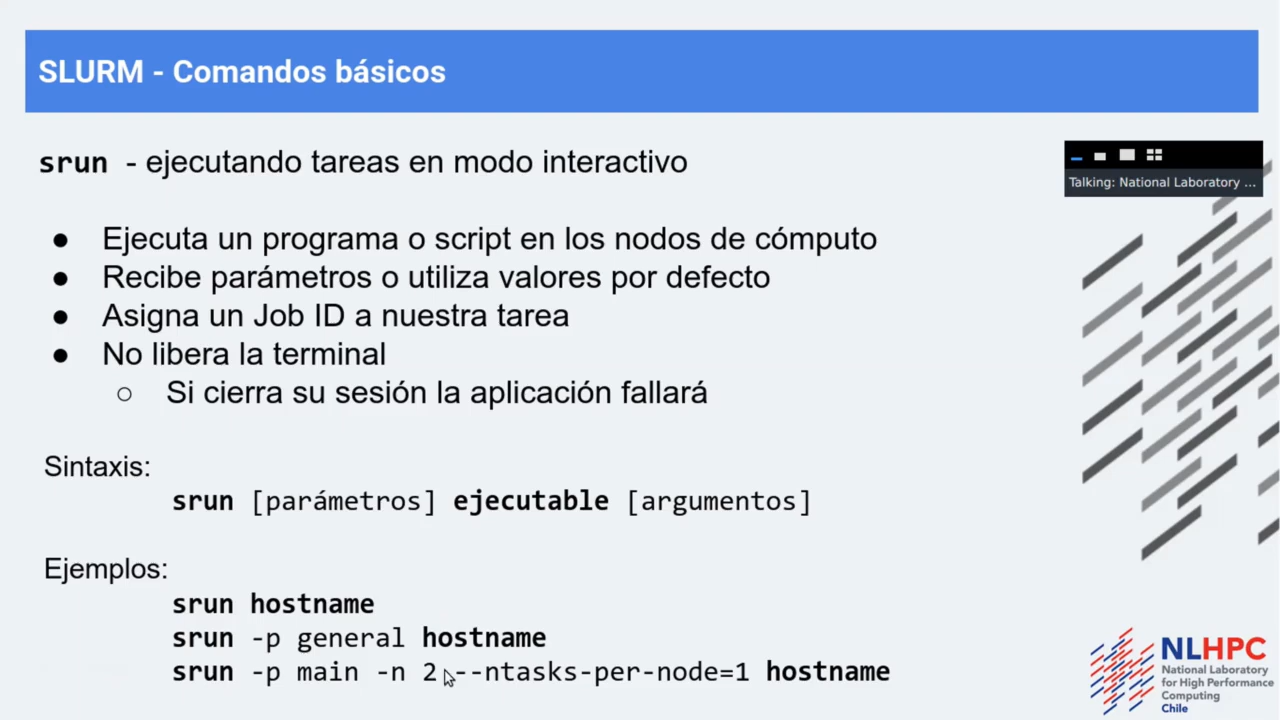 SLURM - Comandos básicos
srun - ejecutando tareas en modo interactivo
Talking: National Laboratory ...
● Ejecuta un programa o script en los nodos de cómputo
● Recibe parámetros o utiliza valores por defecto
● Asigna un Job ID a nuestra tarea
● No libera la terminal
○ Si cierra su sesión la aplicación fallará
Sintaxis:
srun [parámetros] ejecutable [argumentos]
Ejemplos:
srun hostname
srun -p general hostname
srun -p main -n 2 --ntasks-per-node=1 hostname
NLHPC
National Laboratory
for High Performance
Computing
Chile